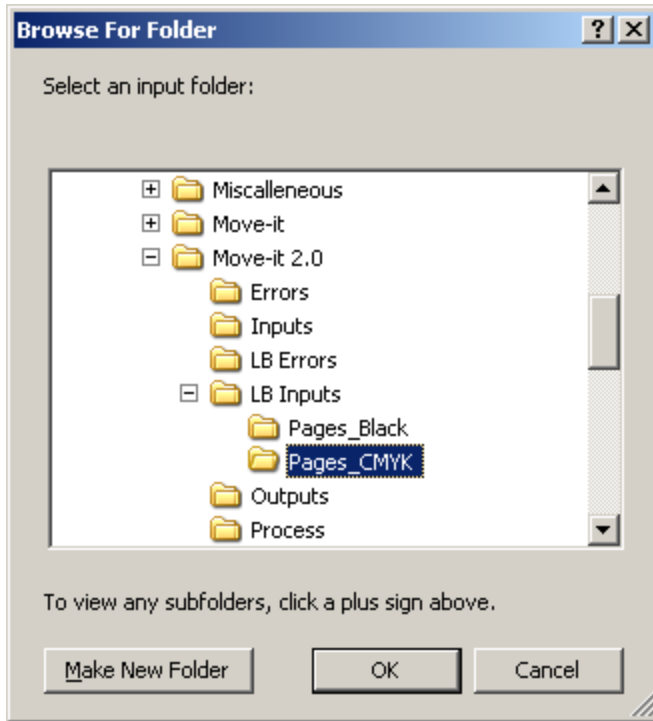 Browse For Folder
Select an input folder:
Miscalleneous
Move-it
Move-it 2.0
Errors
Inputs
LB Errors
LB Inputs
Pages_Black
Pages_CMYK
Outputs
Process
To view any subfolders, click a plus sign above.
Make New Folder OK Cancel